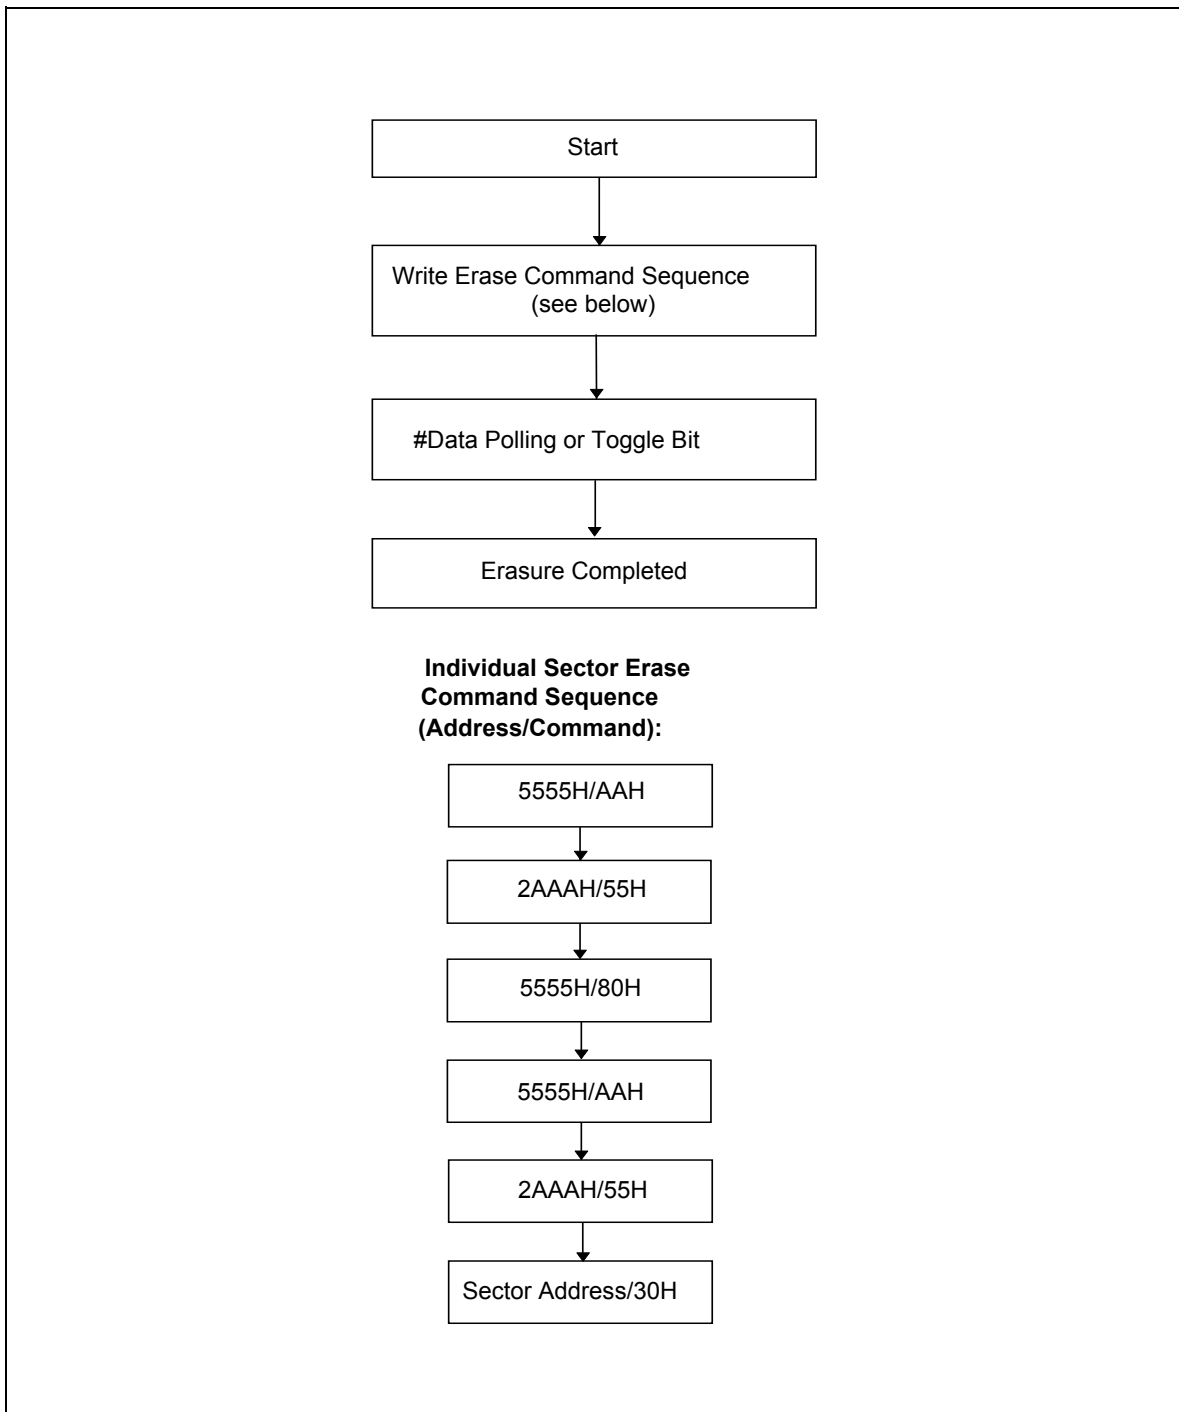 Start
Write Erase Command Sequence
(see below)
#Data Polling or Toggle Bit
Erasure Completed
Individual Sector Erase
Command Sequence
(Address/Command):
5555H/AAH
2AAAH/55H
5555H/80H
5555H/AAH
2AAAH/55H
Sector Address/30H